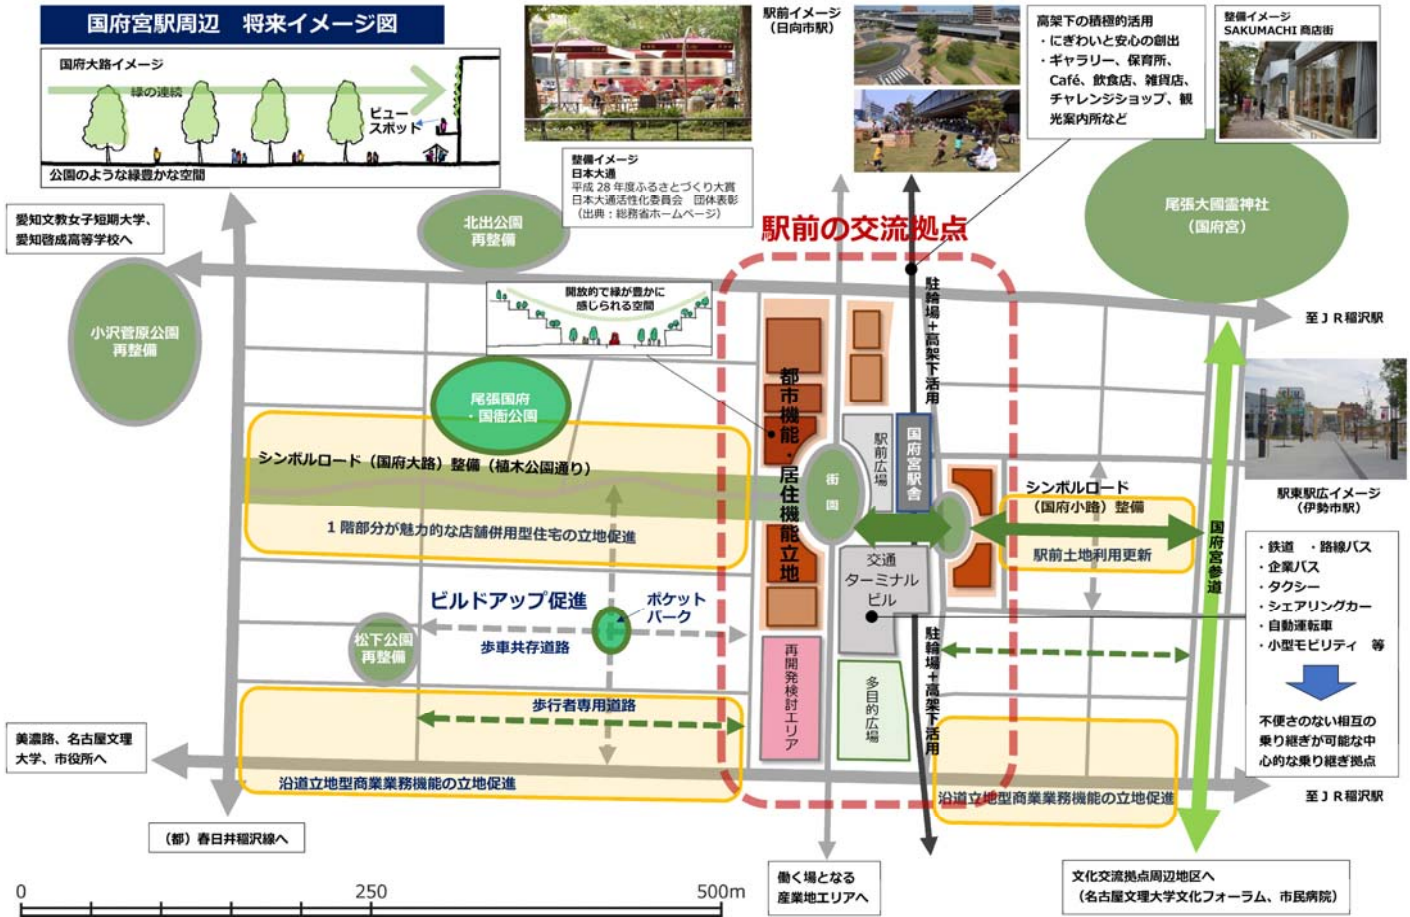 国府宮駅周辺　将来イメージ図
国府大路イメージ
緑の連続
ビュー
スポット
公園のような緑豊かな空間
整備イメージ
日本大通
平成 28 年度ふるさとづくり大賞
日本大通活性化委員会　団体表彰
（出典：総務省ホームページ）
駅前イメージ
（日向市駅）
高架下の積極的活用
・にぎわいと安心の創出
・ギャラリー、保育所、
Café、飲食店、雑貨店、
チャレンジショップ、観
光案内所など
整備イメージ
SAKUMACHI 商店街
愛知文教女子短期大学、
愛知啓成高等学校へ
北出公園
再整備
駅前の交流拠点
尾張大國霊神社
（国府宮）
小沢菅原公園
再整備
開放的で緑が豊かに
感じられる空間
駐輪場＋高架下活用
至ＪＲ稲沢駅
尾張国府
・国衙公園
都市機能・居住機能立地
駅前広場
国府宮駅舎
街園
シンボルロード（国府大路）整備（植木公園通り）
１階部分が魅力的な店舗併用型住宅の立地促進
シンボルロード
（国府小路）整備
駅前土地利用更新
国府宮参道
駅東駅広イメージ
（伊勢市駅）
・鉄道　・路線バス
・企業バス
・タクシー
・シェアリングカー
・自動運転車
・小型モビリティ　等
不便さのない相互の
乗り継ぎが可能な中
心的な乗り継ぎ拠点
交通
ターミナル
ビル
ビルドアップ促進
ポケット
パーク
松下公園
再整備
歩車共存道路
歩行者専用道路
再開発検討エリア
多目的広場
駐輪場＋高架下活用
美濃路、名古屋文理
大学、市役所へ
沿道立地型商業業務機能の立地促進
沿道立地型商業業務機能の立地促進
至ＪＲ稲沢駅
（都）春日井稲沢線へ
働く場となる
産業地エリアへ
文化交流拠点周辺地区へ
（名古屋文理大学文化フォーラム、市民病院）
0
250
500m